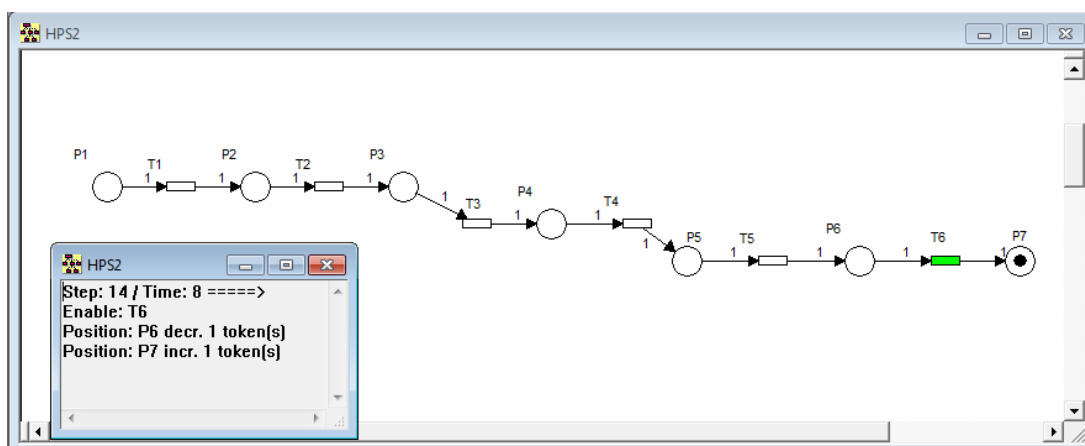 HPS2
P1
T1
P2
T2
P3
1
1
1
1
1
T3
P4
T4
1
1
1
P5
T5
P6
T6
P7
1
1
1
1
HPS2
Step: 14 / Time: 8 =====>
Enable: T6
Position: P6 decr. 1 token(s)
Position: P7 incr. 1 token(s)